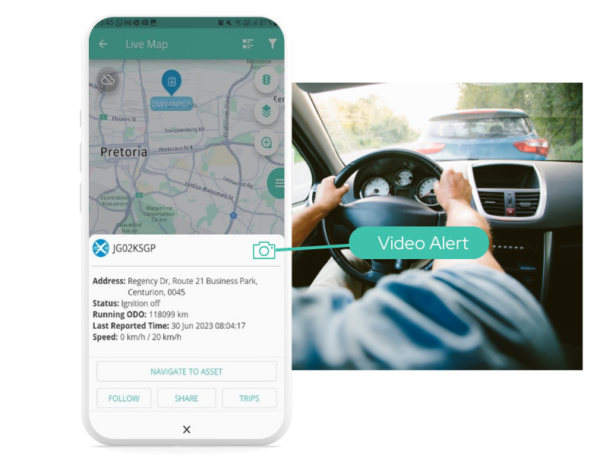 Live Map
Pretoria
JG02KSGP
Video Alert
Address: Regency Dr, Route 21 Business Park,
Centurion, 0045
Status: Ignition off
Running ODO: 118099 km
Last Reported Time: 30 Jun 2023 08:04:17
Speed: 0 km/h / 20 km/h
NAVIGATE TO ASSET
FOLLOW
SHARE
TRIPS
X